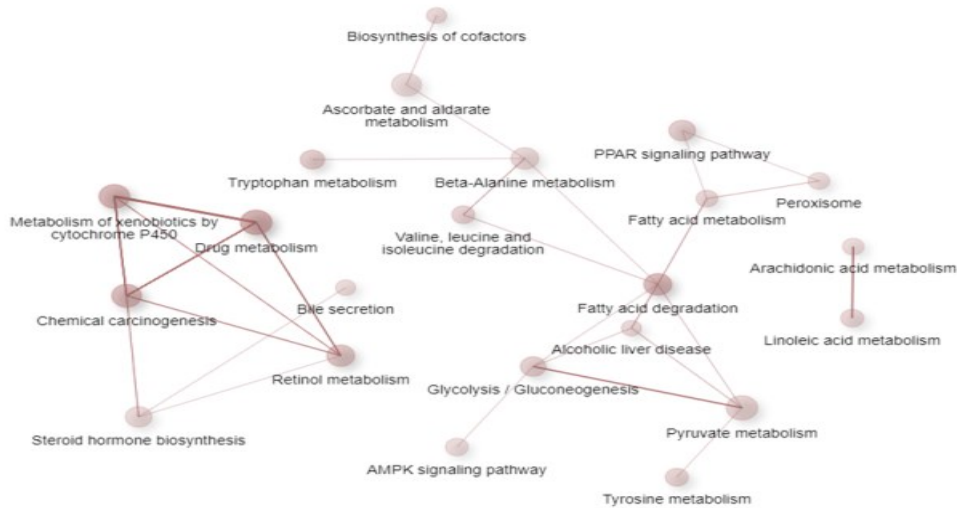 Biosynthesis of cofactors
Ascorbate and aldarate
metabolism
PPAR signaling pathway
Tryptophan metabolism
Beta-Alanine metabolism
Peroxisome
Metabolism of xenobiotics by
cytochrome P450
Drug metabolism
Valine, leucine and
isoleucine degradation
Fatty acid metabolism
Arachidonic acid metabolism
Bile secretion
Fatty acid degradation
Chemical carcinogenesis
Linoleic acid metabolism
Alcoholic liver disease
Retinol metabolism
Glycolysis / Gluconeogenesis
Steroid hormone biosynthesis
Pyruvate metabolism
AMPK signaling pathway
Tyrosine metabolism